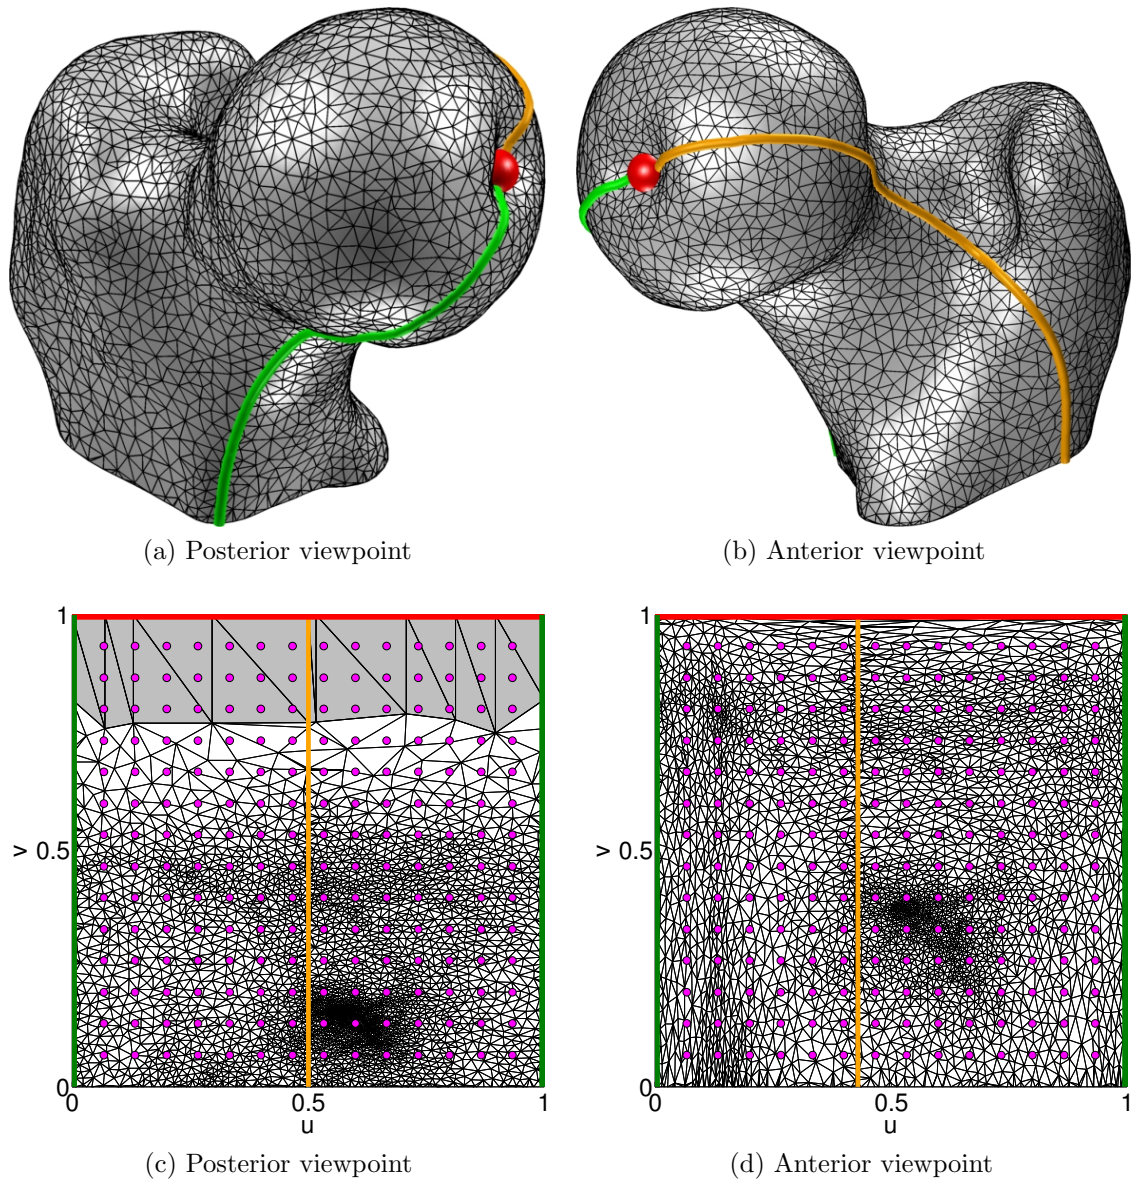 (a) Posterior viewpoint
(b) Anterior viewpoint
1
v 0.5
0
0 0.5 1
u
(c) Posterior viewpoint
1
v 0.5
0
0 0.5 1
u
(d) Anterior viewpoint